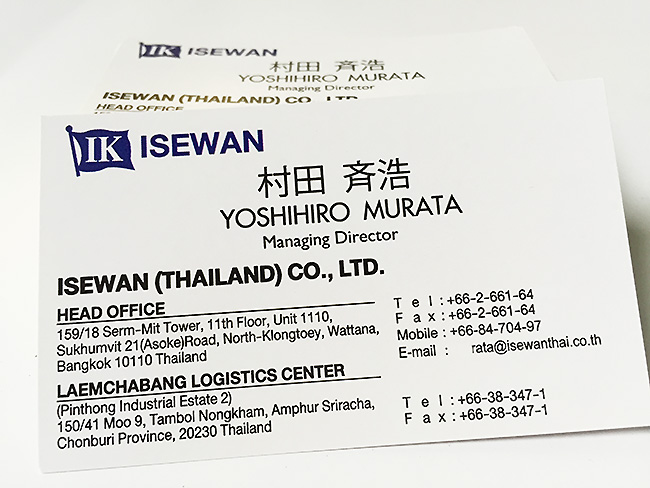 IK ISEWAN
村田 斉浩
YOSHIHIRO MURATA
Managing Director
ISEWAN (THAILAND) CO., LTD.
HEAD OFFICE
IK ISEWAN
村田 斉浩
YOSHIHIRO MURATA
Managing Director
ISEWAN (THAILAND) CO., LTD.
HEAD OFFICE
159/18 Serm-Mit Tower, 11th Floor, Unit 1110,
Sukhumvit 21(Asoke)Road, North-Klongtoey, Wattana,
Bangkok 10110 Thailand
Tel : +66-2-661-64
Fax : +66-2-661-64
Mobile : +66-84-704-97
E-mail : rata@isewanthai.co.th
LAEMCHABANG LOGISTICS CENTER
(Pinthong Industrial Estate 2)
150/41 Moo 9, Tambol Nongkham, Amphur Sriracha,
Chonburi Province, 20230 Thailand
Tel : +66-38-347-1
Fax : +66-38-347-1